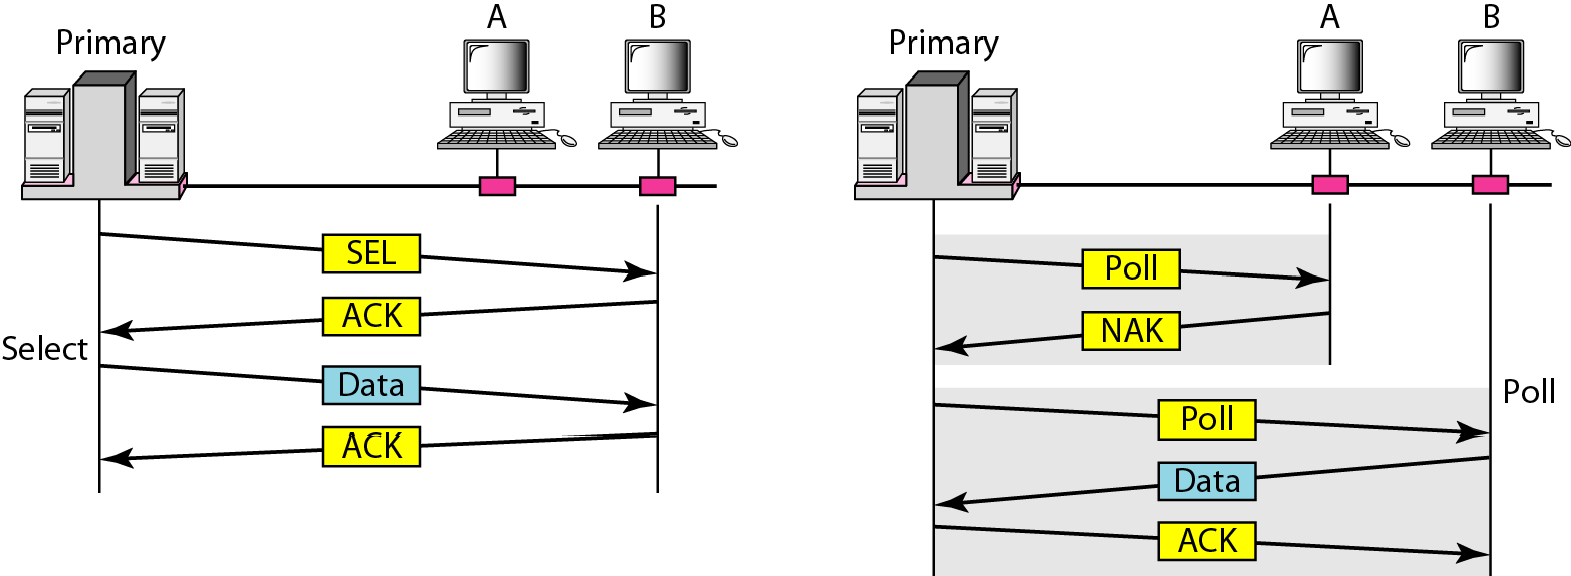 Primary
A
B
SEL
ACK
Select
Data
ACK
Primary
A
B
Poll
NAK
Poll
Poll
Data
ACK